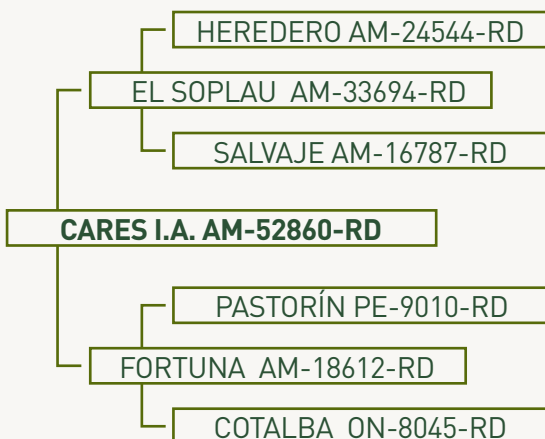 HEREDERO AM-24544-RD
EL SOPLAU AM-33694-RD
SALVAJE AM-16787-RD
CARES I.A. AM-52860-RD
PASTORÍN PE-9010-RD
FORTUNA AM-18612-RD
COTALBA ON-8045-RD